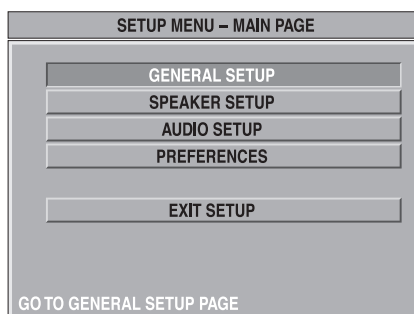 SETUP MENU – MAIN PAGE
GENERAL SETUP
SPEAKER SETUP
AUDIO SETUP
PREFERENCES
EXIT SETUP
GO TO GENERAL SETUP PAGE